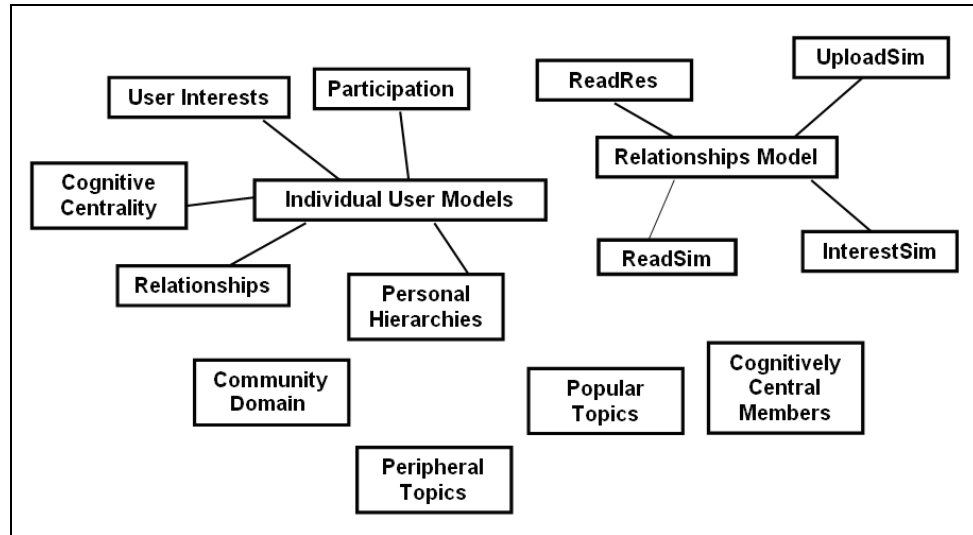 UploadSim
ReadRes
Participation
User Interests
Relationships Model
Cognitive
Centrality
Individual User Models
ReadSim
InterestSim
Relationships
Personal
Hierarchies
Community
Domain
Popular
Topics
Cognitively
Central
Members
Peripheral
Topics